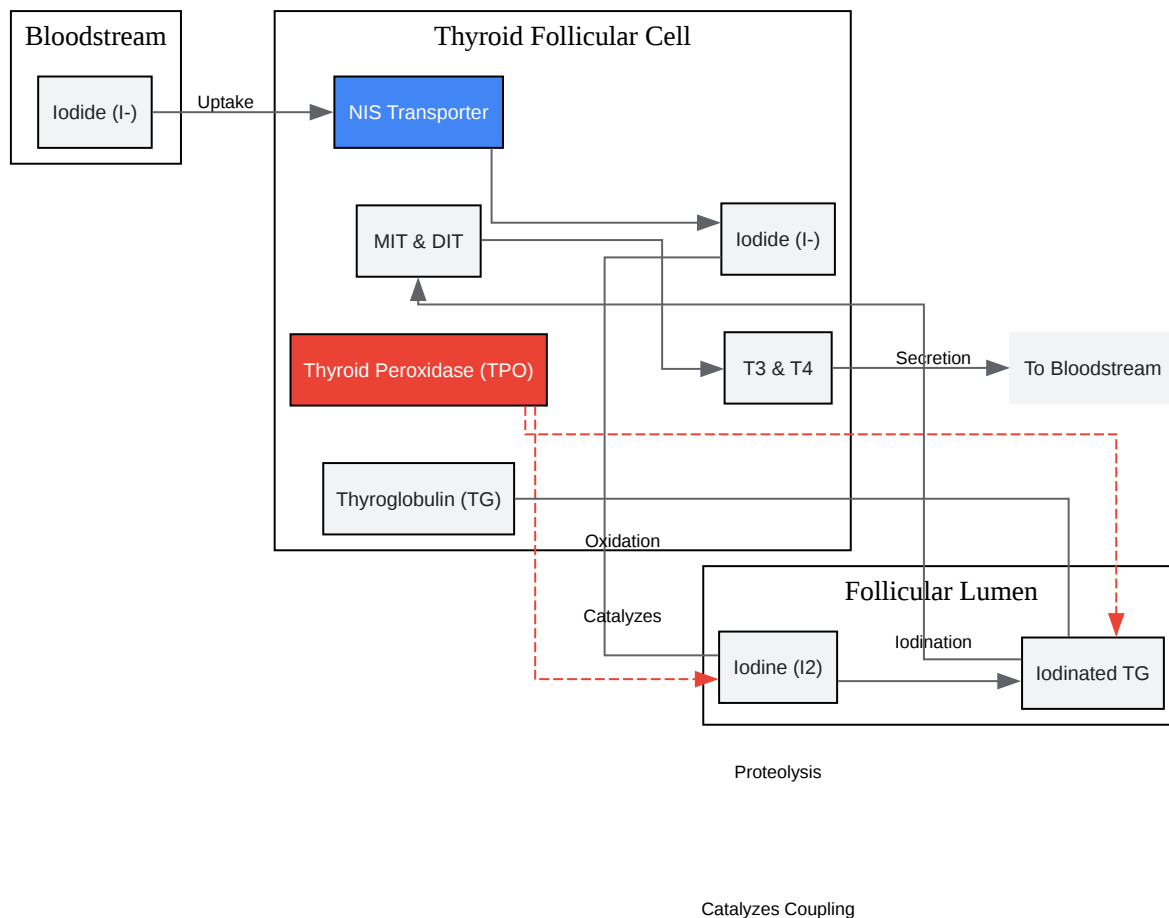 Bloodstream
Thyroid Follicular Cell
Iodide (I-)
Uptake
NIS Transporter
MIT & DIT
Iodide (I-)
Thyroid Peroxidase (TPO)
T3 & T4
Secretion
To Bloodstream
Thyroglobulin (TG)
Oxidation
Follicular Lumen
Catalyzes
Iodination
Iodine (I2)
Iodinated TG
Proteolysis
Catalyzes Coupling